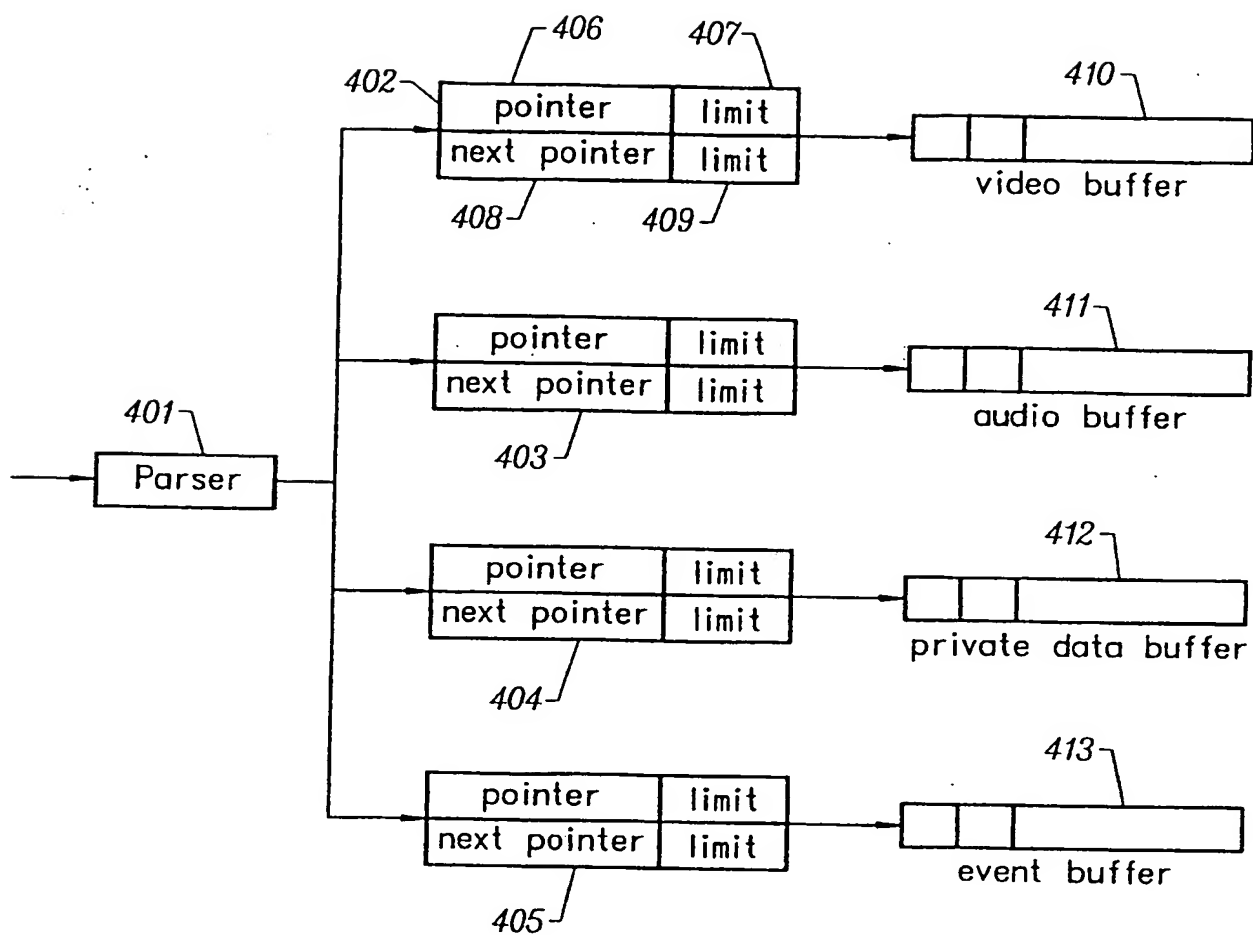 406
407
402
pointer
limit
next pointer
limit
408
409
410
video buffer
pointer
limit
next pointer
limit
403
411
audio buffer
401
Parser
pointer
limit
next pointer
limit
404
412
private data buffer
pointer
limit
next pointer
limit
405
413
event buffer